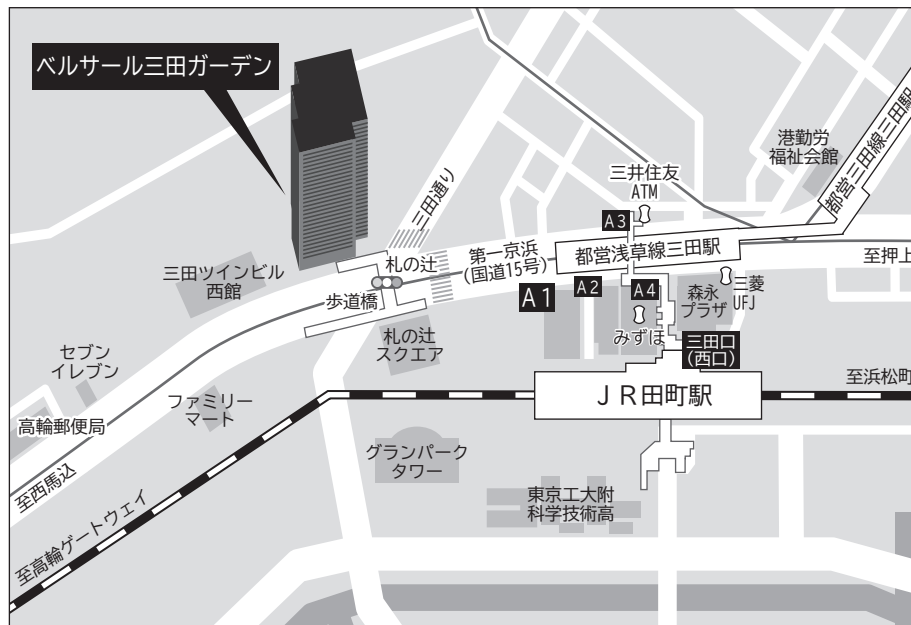 ベルサール三田ガーデン
港勤労
福祉会館
都営三田線三田駅
三井住友
ATM
三田通り
A3
都営浅草線三田駅
第一京浜
(国道15号)
至押上
札の辻
三田ツインビル
西館
歩道橋
A1
A2
A4
森永
プラザ
三菱
UFJ
みずほ
三田口
(西口)
札の辻
スクエア
セブン
イレブン
ファミリー
マート
JR田町駅
至浜松町
高輪郵便局
至西馬込
グランパーク
タワー
東京工大附
科学技術高
至高輪ゲートウェイ